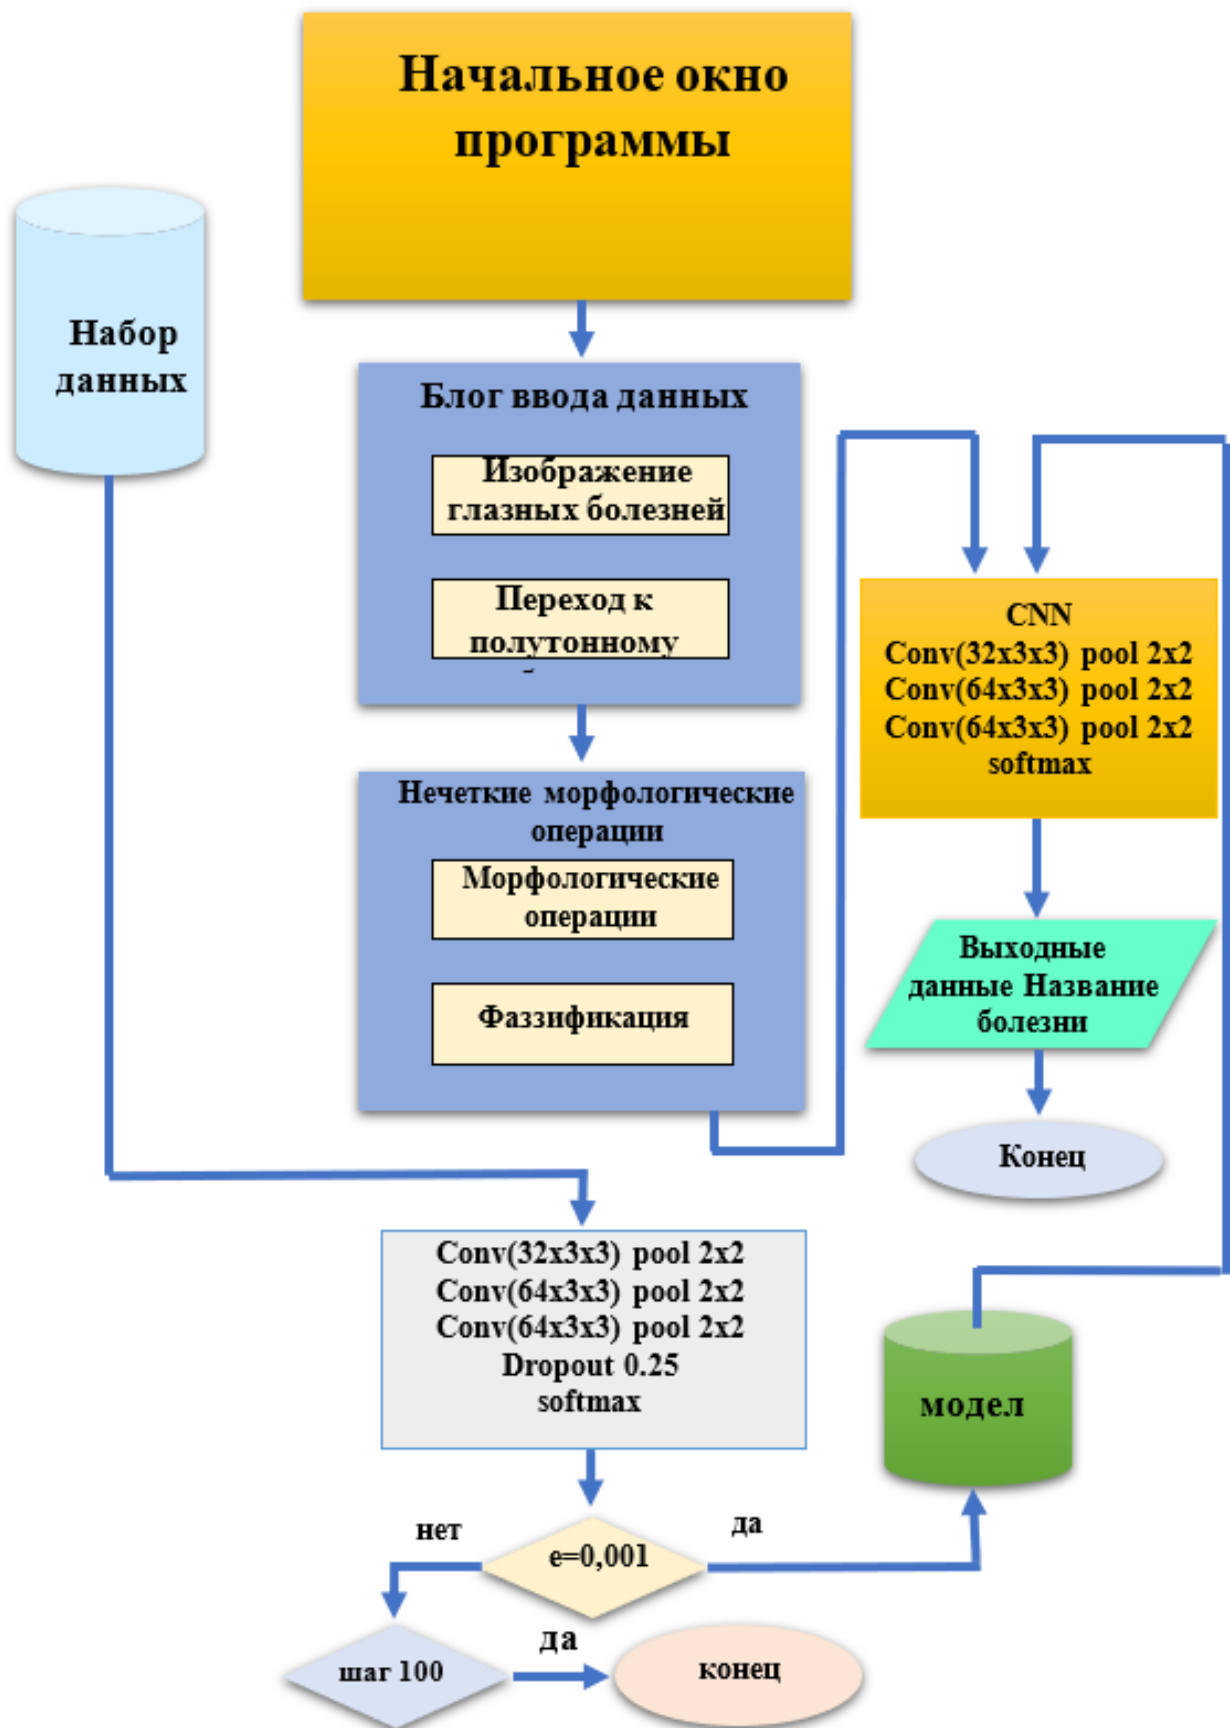 Начальное окно
программы
Набор
данных
Блог ввода данных
Изображение
глазных болезней
Переход к
полутонному
Нечеткие морфологические
операции
Морфологические
операции
Фаззификация
CNN
Conv(32x3x3) pool 2x2
Conv(64x3x3) pool 2x2
Conv(64x3x3) pool 2x2
softmax
Выходные
данные Название
болезни
Конец
Conv(32x3x3) pool 2x2
Conv(64x3x3) pool 2x2
Conv(64x3x3) pool 2x2
Dropout 0.25
softmax
модел
нет
да
e=0,001
шаг 100
да
конец